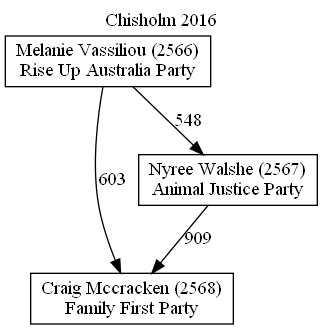 Chisholm 2016
Melanie Vassiliou (2566)
Rise Up Australia Party
548
Nyree Walshe (2567)
Animal Justice Party
603
909
Craig Mccracken (2568)
Family First Party